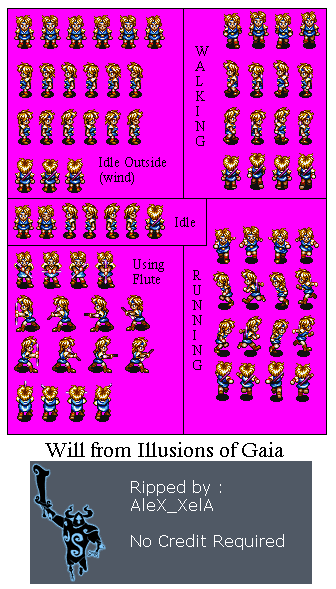 WALKING
Idle Outside
(wind)
Idle
Using
Flute
RUNNING
Will from Illusions of Gaia
Ripped by :
AleX_XelA
No Credit Required